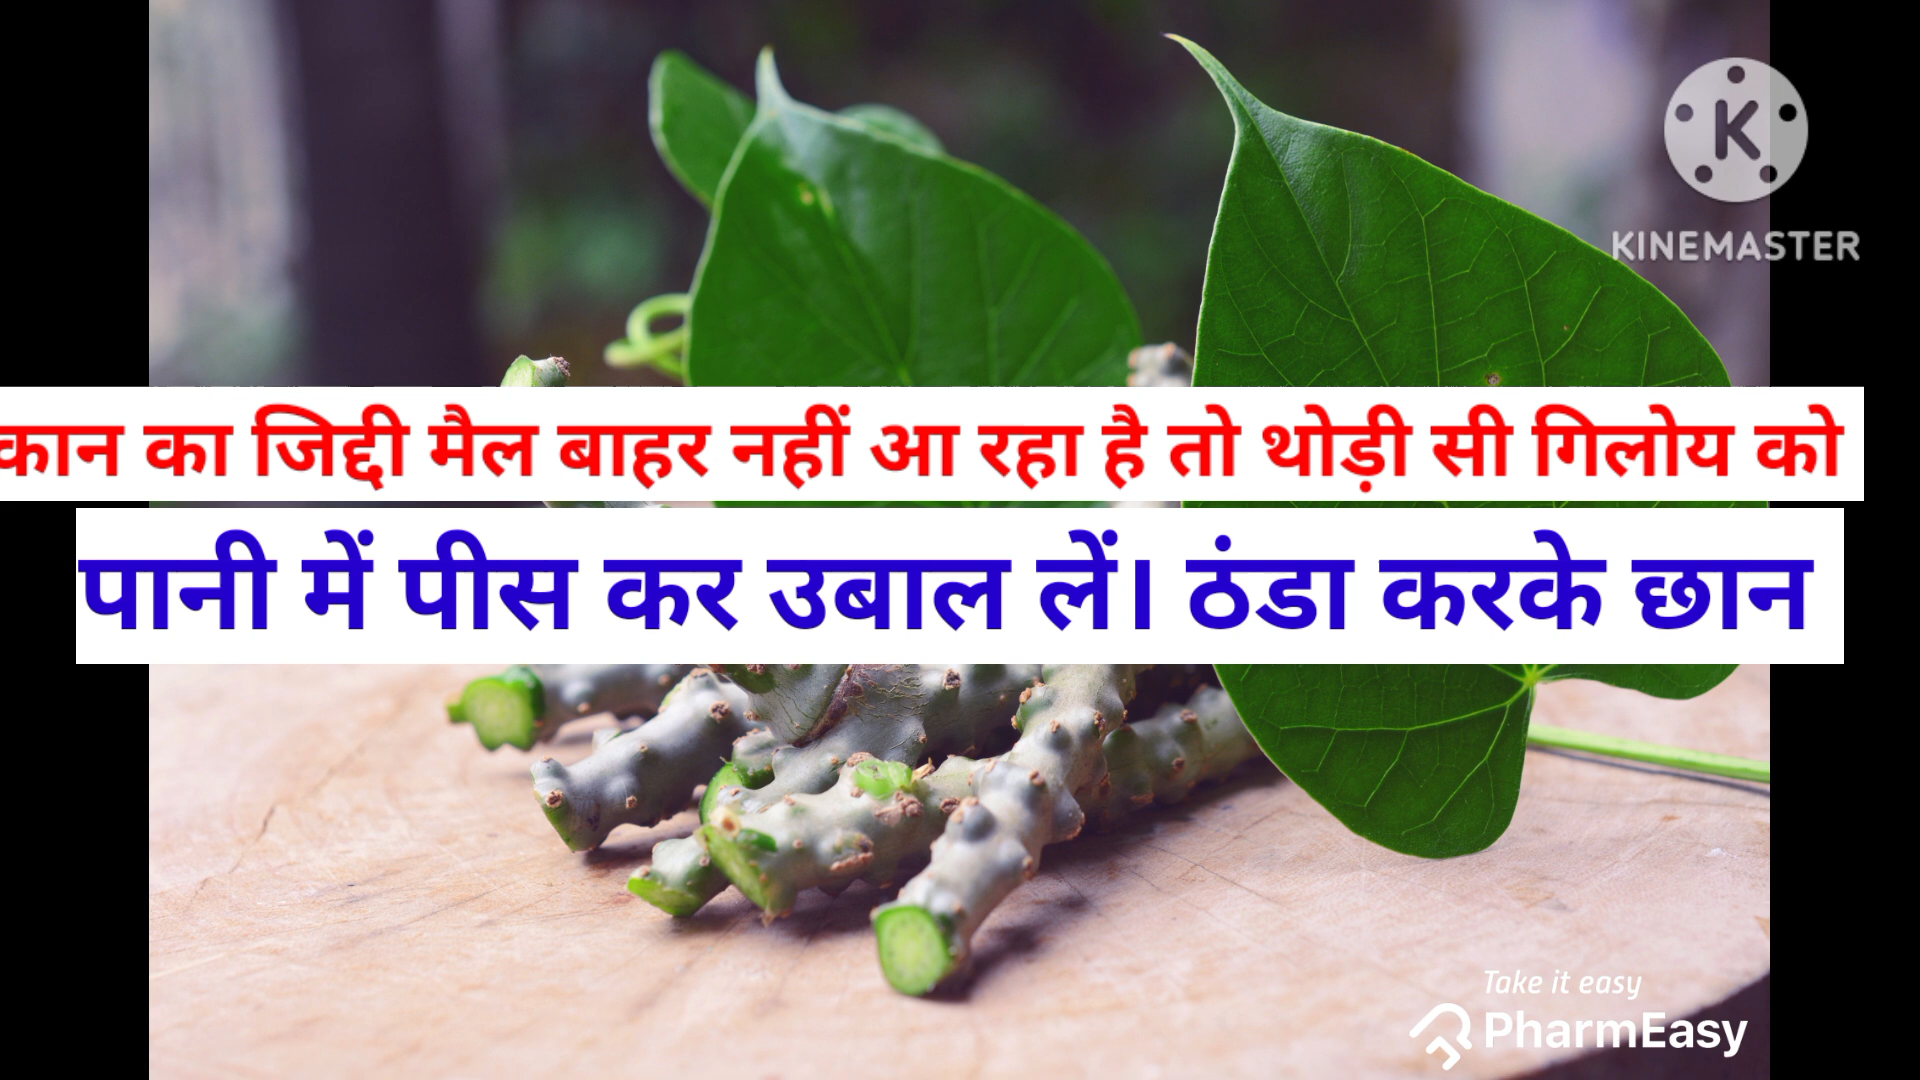 KINEMASTER
कान का जिद्दी मैल बाहर नहीं आ रहा है तो थोड़ी सी गिलोय को
पानी में पीस कर उबाल लें। ठंडा करके छान
Take it easy
PharmEasy